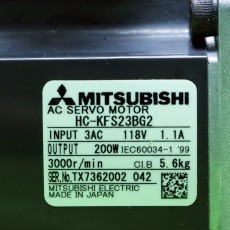 MITSUBISHI
AC SERVO MOTOR
HC-KFS23BG2
INPUT 3AC 118V 1.1A
OUTPUT 200W IEC60034-1 '99
3000r/min Cl.B 5.6kg
SER.No.TX7362002 042
MITSUBISHI ELECTRIC
MADE IN JAPAN